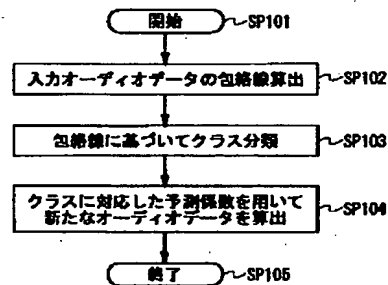 開始 SP101
入力オーディオデータの包絡線算出 SP102
包絡線に基づいてクラス分類 SP103
クラスに対応した予測係数を用いて
新たなオーディオデータを算出 SP104
終了 SP105